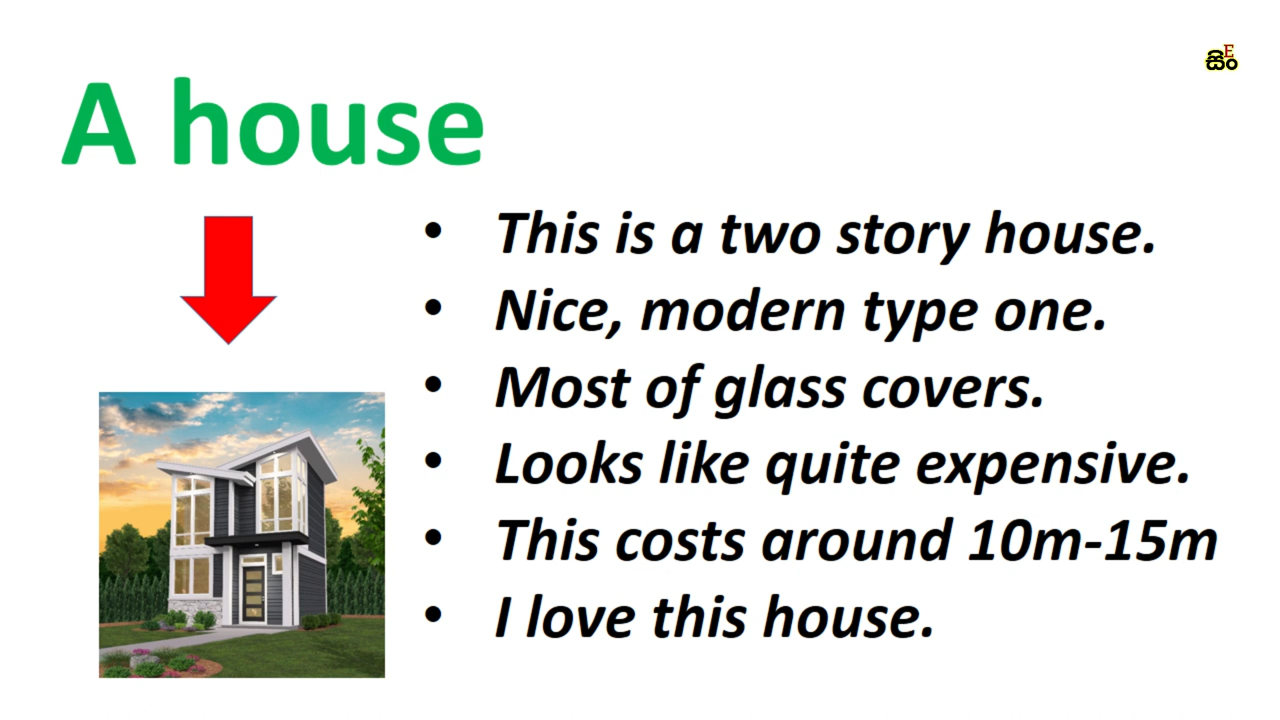 A house
E
සිං
• This is a two story house.
• Nice, modern type one.
• Most of glass covers.
• Looks like quite expensive.
• This costs around 10m-15m
• I love this house.